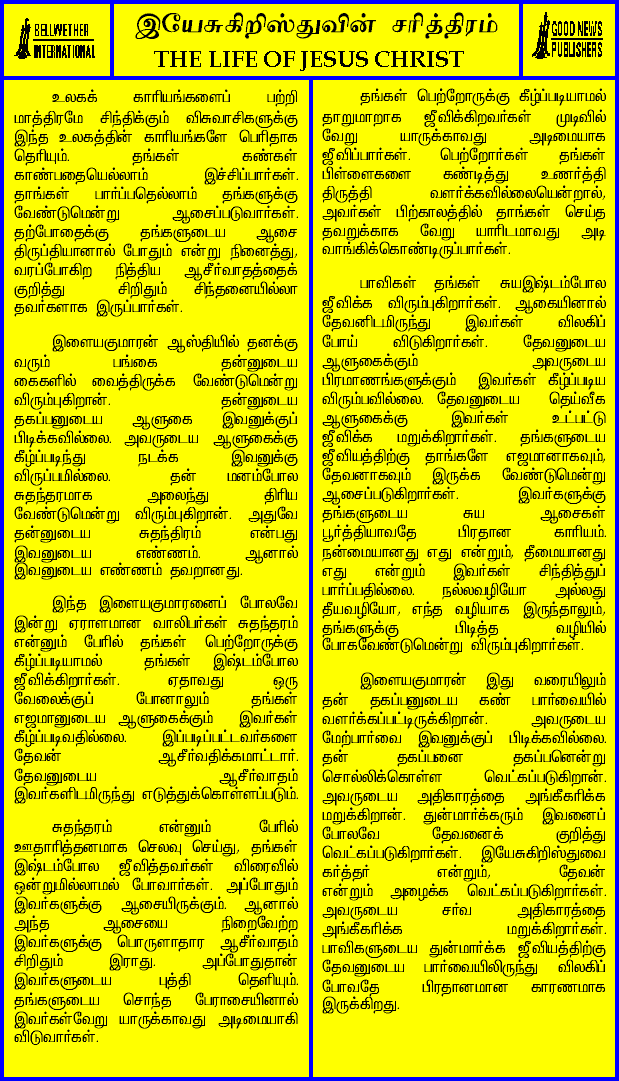 BELLWETHER
INTERNATIONAL
இயேசுகிறிஸ்துவின் சரித்திரம்
THE LIFE OF JESUS CHRIST
GOOD NEWS
PUBLISHERS
உலகக் காரியங்களைப் பற்றி
மாத்திரமே சிந்திக்கும் விசுவாசிகளுக்கு
இந்த உலகத்தின் காரியங்களே பெரிதாக
தெரியும். தங்கள் கண்கள்
காண்பதையெல்லாம் இச்சிப்பார்கள்.
தாங்கள் பார்ப்பதெல்லாம் தங்களுக்கு
வேண்டுமென்று ஆசைப்படுவார்கள்.
தற்போதைக்கு தங்களுடைய ஆசை
திருப்தியானால் போதும் என்று நினைத்து,
வரப்போகிற நித்திய ஆசீர்வாதத்தைக்
குறித்து சிறிதும் சிந்தனையில்லா
தவர்களாக இருப்பார்கள்.
இளையகுமாரன் ஆஸ்தியில் தனக்கு
வரும் பங்கை தன்னுடைய
கைகளில் வைத்திருக்க வேண்டுமென்று
விரும்புகிறான். தன்னுடைய
தகப்பனுடைய ஆளுகை இவனுக்குப்
பிடிக்கவில்லை. அவருடைய ஆளுகைக்கு
கீழ்ப்படிந்து நடக்க இவனுக்கு
விருப்பமில்லை. தன் மனம்போல
சுதந்தரமாக அலைந்து திரிய
வேண்டுமென்று விரும்புகிறான். அதுவே
தன்னுடைய சுதந்திரம் என்பது
இவனுடைய எண்ணம். ஆனால்
இவனுடைய எண்ணம் தவறானது.
இந்த இளையகுமாரனைப் போலவே
இன்று ஏராளமான வாலிபர்கள் சுதந்தரம்
என்னும் பேரில் தங்கள் பெற்றோருக்கு
கீழ்ப்படியாமல் தங்கள் இஷ்டம்போல
ஜீவிக்கிறார்கள். ஏதாவது ஒரு
வேலைக்குப் போனாலும் தங்கள்
எஜமானுடைய ஆளுகைக்கும் இவர்கள்
கீழ்ப்படிவதில்லை. இப்படிப்பட்டவர்களை
தேவன் ஆசீர்வதிக்கமாட்டார்.
தேவனுடைய ஆசீர்வாதம்
இவர்களிடமிருந்து எடுத்துக்கொள்ளப்படும்.
சுதந்தரம் என்னும் பேரில்
ஊதாரித்தனமாக செலவு செய்து, தங்கள்
இஷ்டம்போல ஜீவித்தவர்கள் விரைவில்
ஒன்றுமில்லாமல் போவார்கள். அப்போதும்
இவர்களுக்கு ஆசையிருக்கும். ஆனால்
அந்த ஆசையை நிறைவேற்ற
இவர்களுக்கு பொருளாதார ஆசீர்வாதம்
சிறிதும் இராது. அப்போதுதான்
இவர்களுடைய புத்தி தெளியும்.
தங்களுடைய சொந்த பேராசையினால்
இவர்கள்வேறு யாருக்காவது அடிமையாகி
விடுவார்கள்.
தங்கள் பெற்றோருக்கு கீழ்ப்படியாமல்
தாறுமாறாக ஜீவிக்கிறவர்கள் முடிவில்
வேறு யாருக்காவது அடிமையாக
ஜீவிப்பார்கள். பெற்றோர்கள் தங்கள்
பிள்ளைகளை கண்டித்து உணர்த்தி
திருத்தி வளர்க்கவில்லையென்றால்,
அவர்கள் பிற்காலத்தில் தாங்கள் செய்த
தவறுக்காக வேறு யாரிடமாவது அடி
வாங்கிக்கொண்டிருப்பார்கள்.
பாவிகள் தங்கள் சுயஇஷ்டம்போல
ஜீவிக்க விரும்புகிறார்கள். ஆகையினால்
தேவனிடமிருந்து இவர்கள் விலகிப்
போய் விடுகிறார்கள். தேவனுடைய
ஆளுகைக்கும் அவருடைய
பிரமாணங்களுக்கும் இவர்கள் கீழ்ப்படிய
விரும்பவில்லை. தேவனுடைய தெய்வீக
ஆளுகைக்கு இவர்கள் உட்பட்டு
ஜீவிக்க மறுக்கிறார்கள். தங்களுடைய
ஜீவியத்திற்கு தாங்களே எஜமானாகவும்,
தேவனாகவும் இருக்க வேண்டுமென்று
ஆசைப்படுகிறார்கள். இவர்களுக்கு
தங்களுடைய சுய ஆசைகள்
பூர்த்தியாவதே பிரதான காரியம்.
நன்மையானது எது என்றும், தீமையானது
எது என்றும் இவர்கள் சிந்தித்துப்
பார்ப்பதில்லை. நல்லவழியோ அல்லது
தீயவழியோ, எந்த வழியாக இருந்தாலும்,
தங்களுக்கு பிடித்த வழியில்
போகவேண்டுமென்று விரும்புகிறார்கள்.
இளையகுமாரன் இது வரையிலும்
தன் தகப்பனுடைய கண் பார்வையில்
வளர்க்கப்பட்டிருக்கிறான். அவருடைய
மேற்பார்வை இவனுக்குப் பிடிக்கவில்லை.
தன் தகப்பனை தகப்பனென்று
சொல்லிக்கொள்ள வெட்கப்படுகிறான்.
அவருடைய அதிகாரத்தை அங்கீகரிக்க
மறுக்கிறான். துன்மார்க்கரும் இவனைப்
போலவே தேவனைக் குறித்து
வெட்கப்படுகிறார்கள். இயேசுகிறிஸ்துவை
கர்த்தர் என்றும், தேவன்
என்றும் அழைக்க வெட்கப்படுகிறார்கள்.
அவருடைய சர்வ அதிகாரத்தை
அங்கீகரிக்க மறுக்கிறார்கள்.
பாவிகளுடைய துன்மார்க்க ஜீவியத்திற்கு
தேவனுடைய பார்வையிலிருந்து விலகிப்
போவதே பிரதானமான காரணமாக
இருக்கிறது.